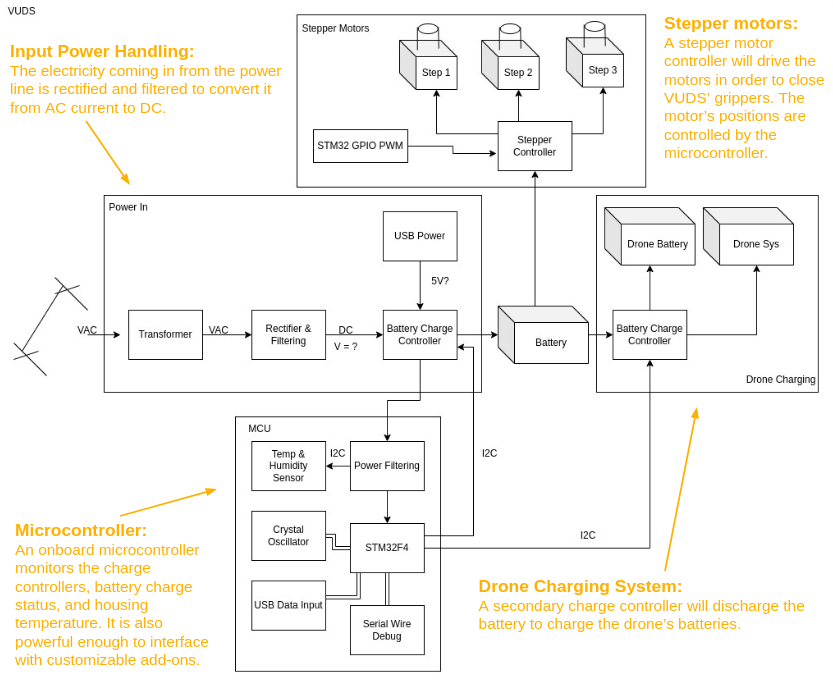 VUDS
Input Power Handling:
The electricity coming in from the power
line is rectified and filtered to convert it
from AC current to DC.
Stepper Motors
Step 1
Step 2
Step 3
STM32 GPIO PWM
Stepper
Controller
Stepper motors:
A stepper motor
controller will drive the
motors in order to close
VUDS' grippers. The
motor's positions are
controlled by the
microcontroller.
Power In
USB Power
5V?
VAC
Transformer
VAC
Rectifier &
Filtering
DC
V = ?
Battery Charge
Controller
Battery
Drone Battery
Drone Sys
Battery Charge
Controller
Drone Charging
MCU
Temp &
Humidity
Sensor
I2C
Power Filtering
I2C
Crystal
Oscillator
STM32F4
I2C
USB Data Input
Serial Wire
Debug
Microcontroller:
An onboard microcontroller
monitors the charge
controllers, battery charge
status, and housing
temperature. It is also
powerful enough to interface
with customizable add-ons.
Drone Charging System:
A secondary charge controller will discharge the
battery to charge the drone's batteries.